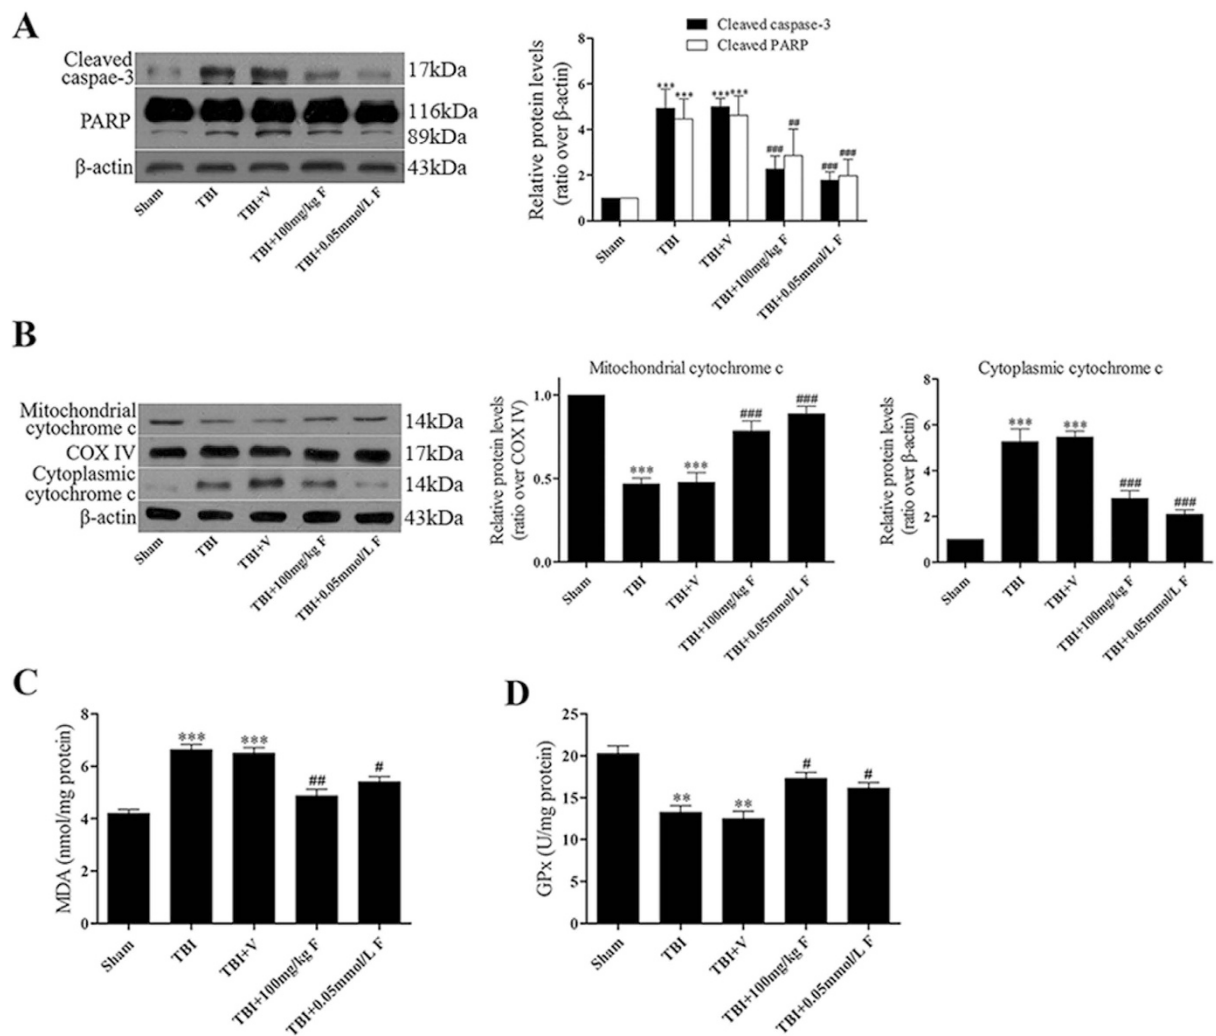 A
Cleaved
caspae-3
17kDa
PARP
116kDa
89kDa
β-actin
43kDa
Sham
TBI
TBI+V
TBI+100mg/kg F
TBI+0.05mmol/L F
Cleaved caspase-3
Cleaved PARP
Relative protein levels
(ratio over β-actin)
8
6
4
2
0
*** *** *** ***
### ## ### ###
Sham
TBI
TBI+V
TBI+100mg/kg F
TBI+0.05mmol/L F
B
Mitochondrial
cytochrome c
14kDa
COX IV
17kDa
Cytoplasmic
cytochrome c
14kDa
β-actin
43kDa
Sham
TBI
TBI+V
TBI+100mg/kg F
TBI+0.05mmol/L F
Mitochondrial cytochrome c
Relative protein levels
(ratio over COX IV)
1.0
0.5
0.0
*** *** ### ###
Sham
TBI
TBI+V
TBI+100mg/kg F
TBI+0.05mmol/L F
Cytoplasmic cytochrome c
Relative protein levels
(ratio over β-actin)
8
6
4
2
0
*** *** ### ###
Sham
TBI
TBI+V
TBI+100mg/kg F
TBI+0.05mmol/L F
C
MDA (nmol/mg protein)
8
6
4
2
0
*** *** ## #
Sham
TBI
TBI+V
TBI+100mg/kg F
TBI+0.05mmol/L F
D
GPx (U/mg protein)
25
20
15
10
5
0
** ** # #
Sham
TBI
TBI+V
TBI+100mg/kg F
TBI+0.05mmol/L F